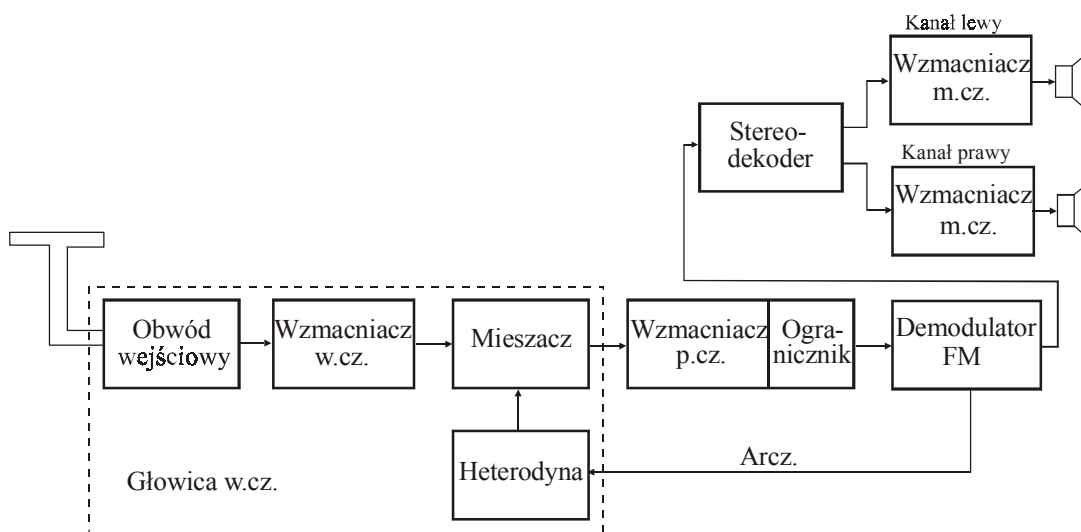 Kanał lewy
Wzmacniacz
m.cz.
Stereo-
dekoder
Kanał prawy
Wzmacniacz
m.cz.
Obwód
wejściowy
Wzmacniacz
w.cz.
Mieszacz
Wzmacniacz
p.cz.
Ogra-
nicznik
Demodulator
FM
Heterodyna
Arcz.
Głowica w.cz.